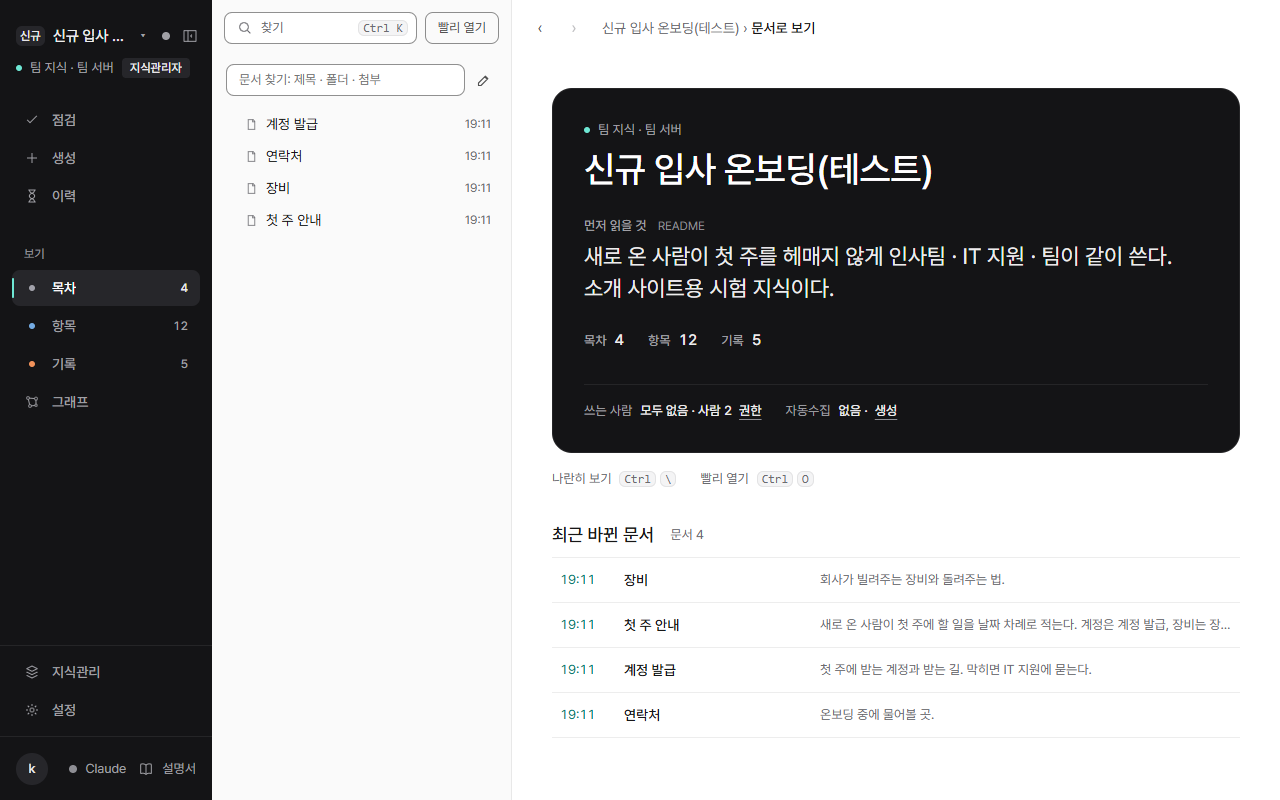 신규 신규 입사 ...
팀 지식 · 팀 서버 지식관리자
점검
생성
이력
보기
목차 4
항목 12
기록 5
그래프
지식관리
설정
k Claude 설명서
찾기 Ctrl K 빨리 열기
문서 찾기: 제목 · 폴더 · 첨부
계정 발급 19:11
연락처 19:11
장비 19:11
첫 주 안내 19:11
‹ › 신규 입사 온보딩(테스트) › 문서로 보기
팀 지식 · 팀 서버
신규 입사 온보딩(테스트)
먼저 읽을 것 README
새로 온 사람이 첫 주를 헤매지 않게 인사팀 · IT 지원 · 팀이 같이 쓴다.
소개 사이트용 시험 지식이다.
목차 4 항목 12 기록 5
쓰는 사람 모두 없음 · 사람 2 권한 자동수집 없음 · 생성
나란히 보기 Ctrl \ 빨리 열기 Ctrl O
최근 바뀐 문서 문서 4
19:11 장비 회사가 빌려주는 장비와 돌려주는 법.
19:11 첫 주 안내 새로 온 사람이 첫 주에 할 일을 날짜 차례로 적는다. 계정은 계정 발급, 장비는 장...
19:11 계정 발급 첫 주에 받는 계정과 받는 길. 막히면 IT 지원에 묻는다.
19:11 연락처 온보딩 중에 물어볼 곳.